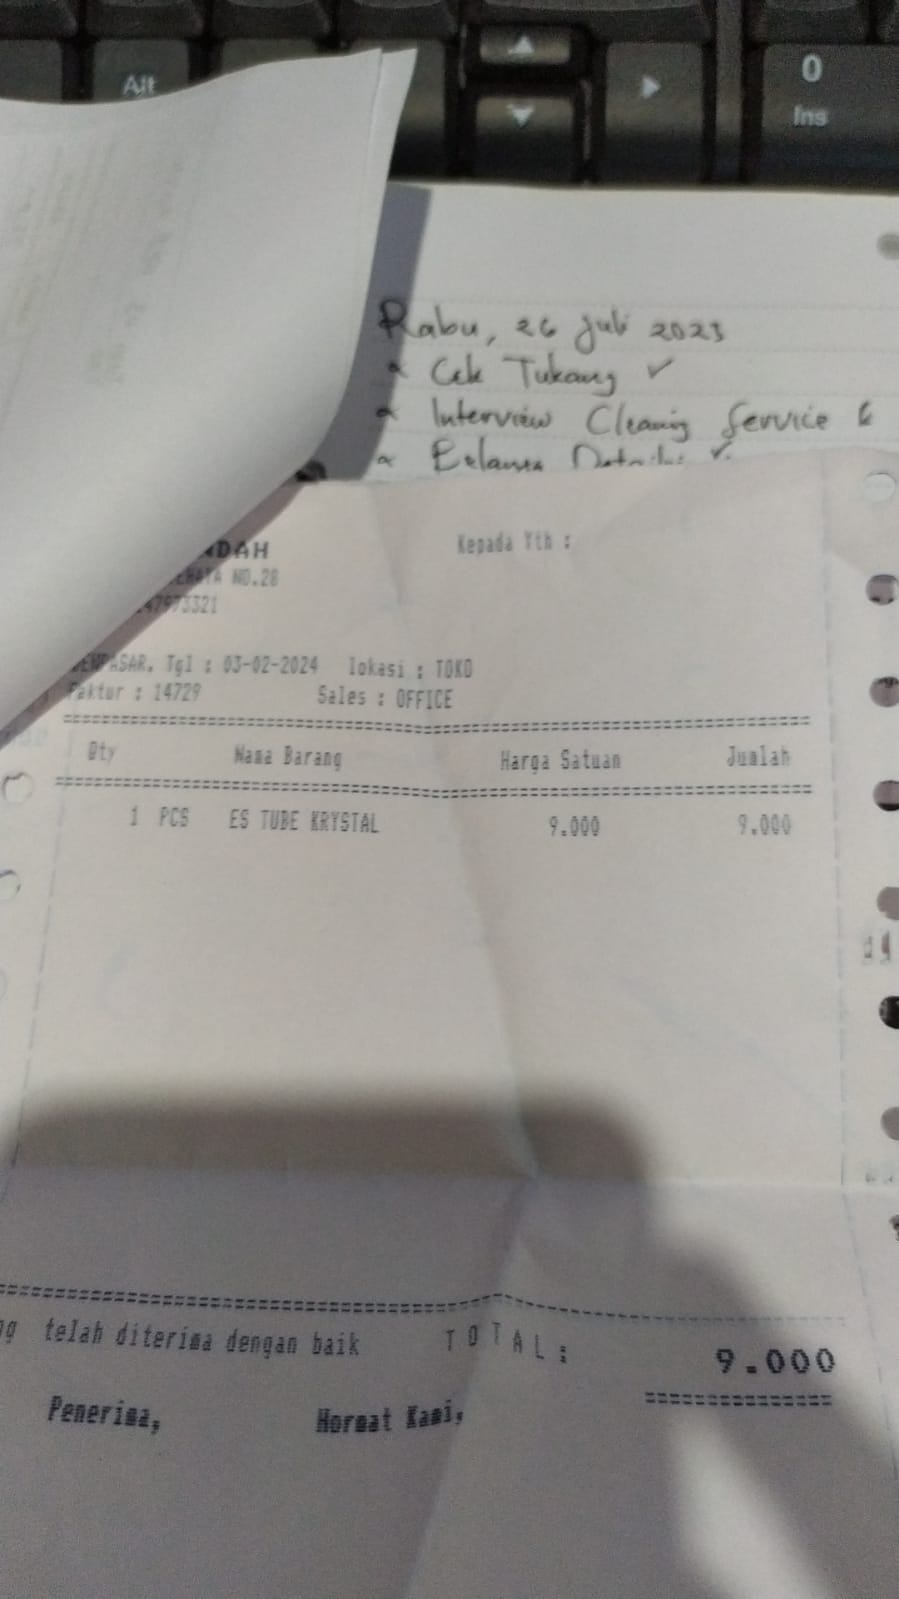 Alt
0
Ins
Rabu, 26 Juli 2023
Cek Tukang ✓
Interview Cleaning Service
NDAH
NO.28
47973321
DENPASAR, Tgl : 03-02-2024 lokasi : TOKO
Faktur : 14729 Sales : OFFICE
Kepada Yth :
Qty Nama Barang Harga Satuan Jumlah
1 PCS ES TUBE KRYSTAL 9.000 9.000
telah diterima dengan baik TOTAL: 9.000
Penerima, Hormat Kami,